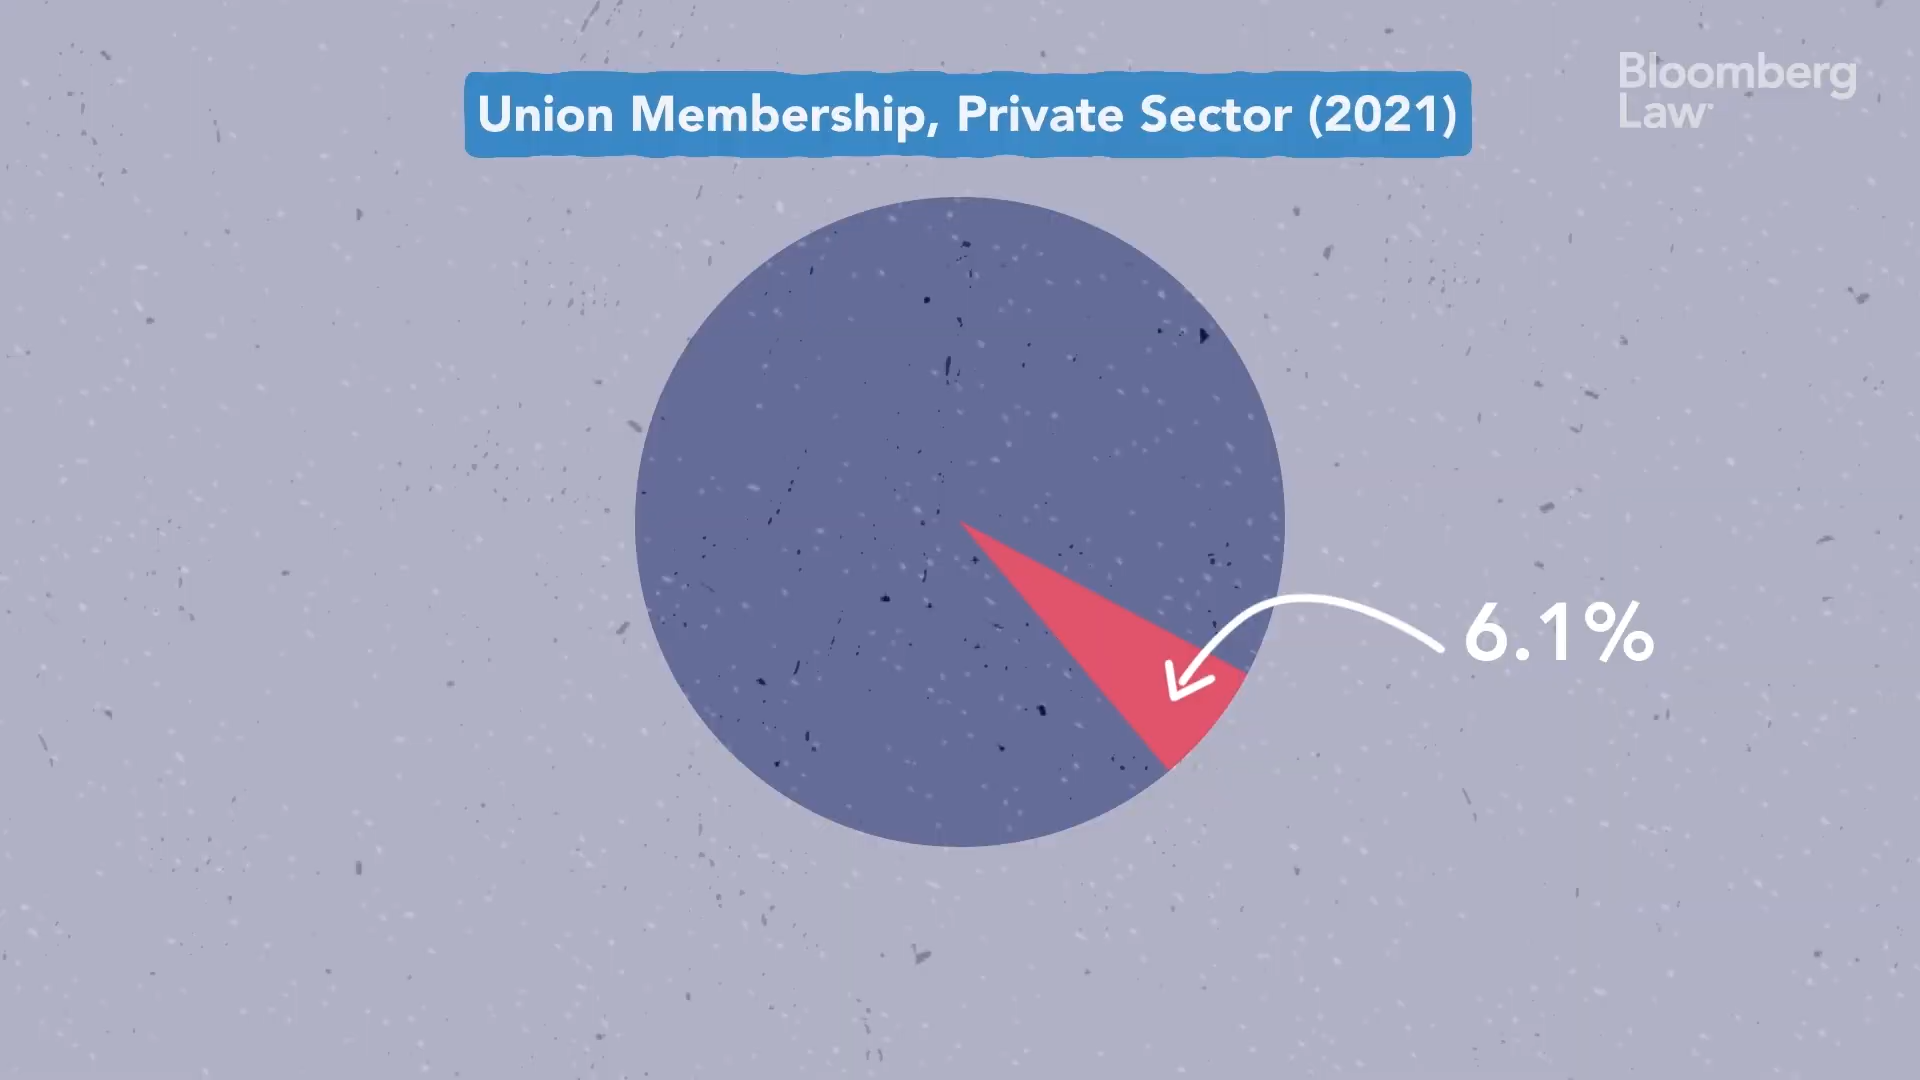 Union Membership, Private Sector (2021)
Bloomberg
Law
6.1%